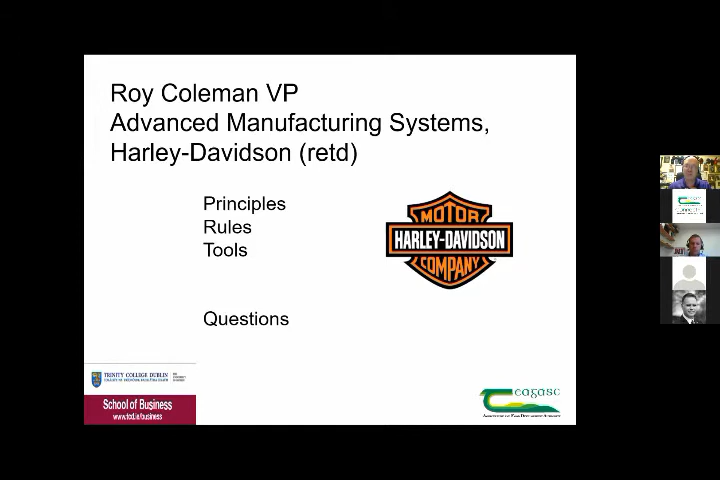 Roy Coleman VP
Advanced Manufacturing Systems,
Harley-Davidson (retd)
Principles
Rules
Tools
Questions
MOTOR
HARLEY-DAVIDSON
COMPANY
TRINITY COLLEGE DUBLIN
School of Business
www.tcd.ie/business
eagasc